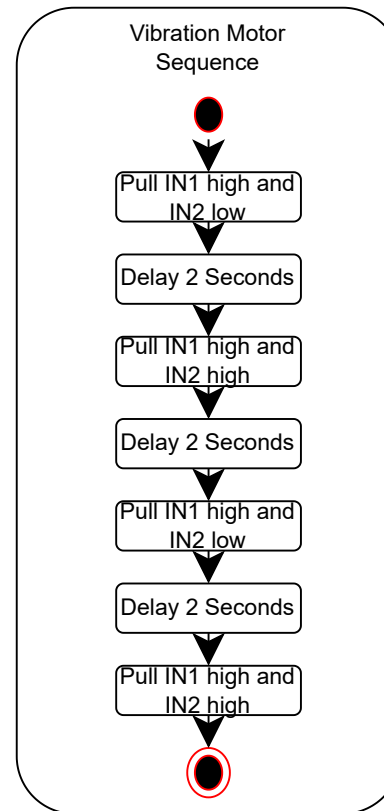 Vibration Motor
Sequence
Pull IN1 high and
IN2 low
Delay 2 Seconds
Pull IN1 high and
IN2 high
Delay 2 Seconds
Pull IN1 high and
IN2 low
Delay 2 Seconds
Pull IN1 high and
IN2 high